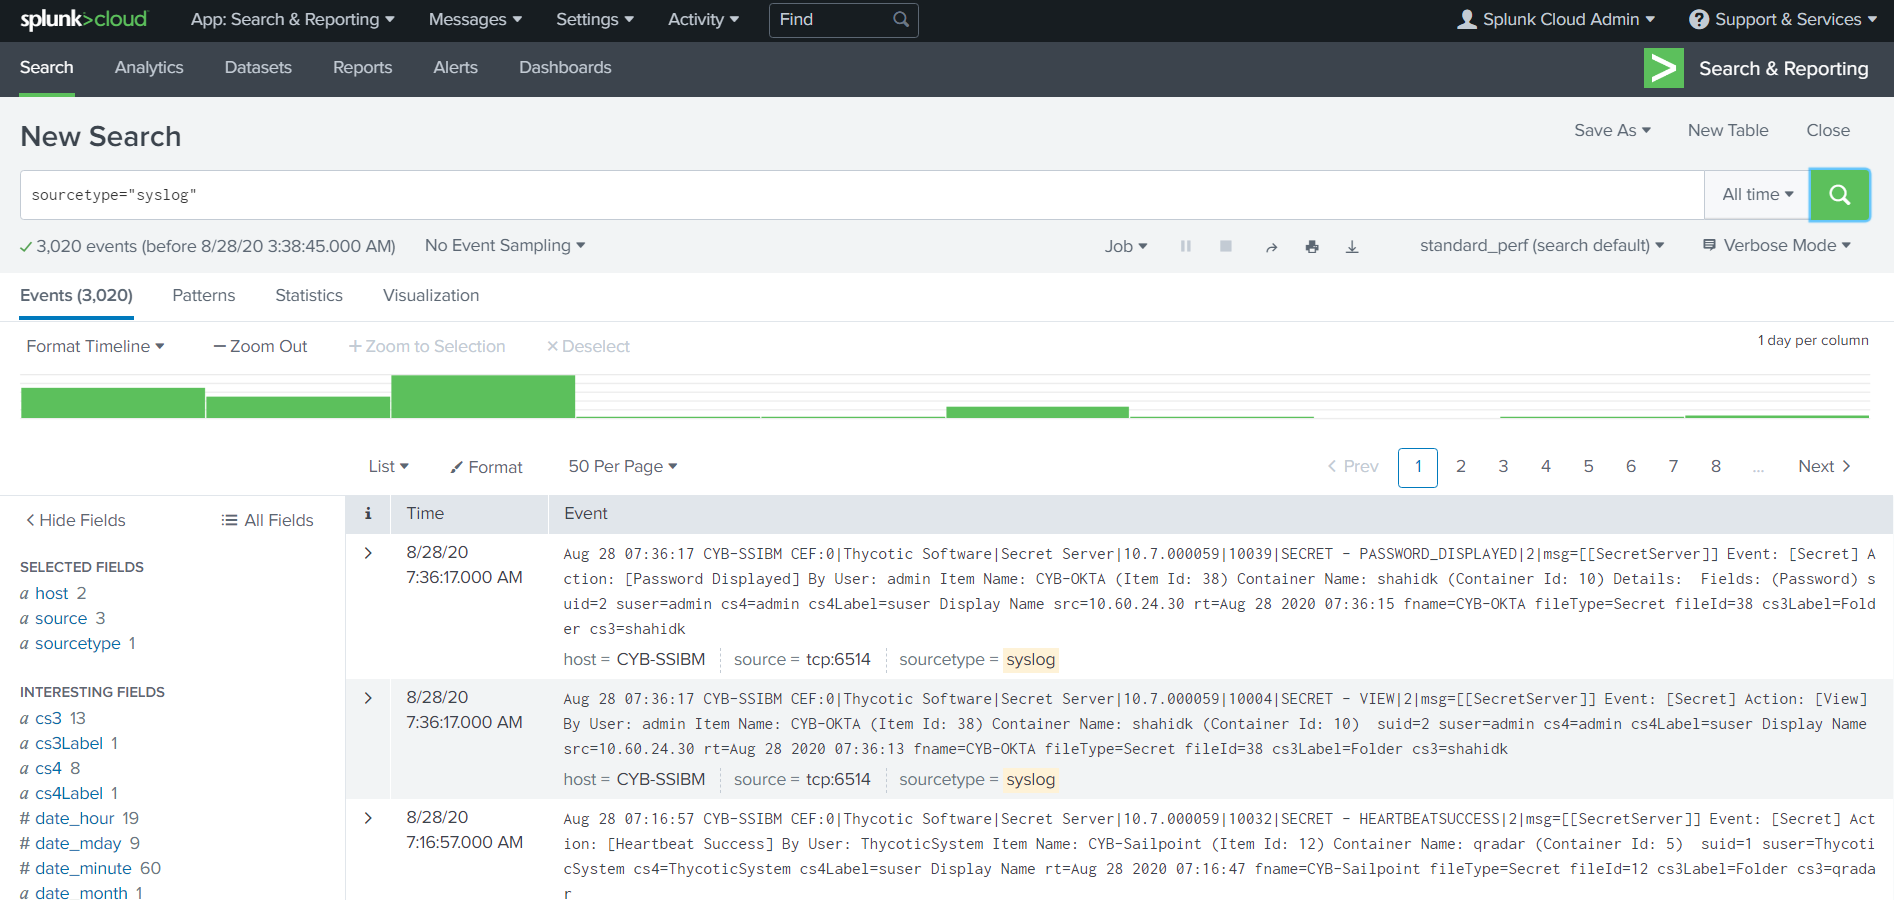 splunk>cloud App: Search & Reporting Messages Settings Activity Find Splunk Cloud Admin Support & Services
Search Analytics Datasets Reports Alerts Dashboards Search & Reporting
New Search Save As New Table Close
sourcetype="syslog" All time
3,020 events (before 8/28/20 3:38:45.000 AM) No Event Sampling Job standard_perf (search default) Verbose Mode
Events (3,020) Patterns Statistics Visualization
Format Timeline — Zoom Out + Zoom to Selection × Deselect 1 day per column
List Format 50 Per Page < Prev 1 2 3 4 5 6 7 8 ... Next >
< Hide Fields All Fields
SELECTED FIELDS
a host 2
a source 3
a sourcetype 1
INTERESTING FIELDS
a cs3 13
a cs3Label 1
a cs4 8
a cs4Label 1
# date_hour 19
# date_mday 9
# date_minute 60
a date_month 1
i Time Event
> 8/28/20
7:36:17.000 AM
Aug 28 07:36:17 CYB-SSIBM CEF:0|Thycotic Software|Secret Server|10.7.000059|10039|SECRET - PASSWORD_DISPLAYED|2|msg=[[SecretServer]] Event: [Secret] A
ction: [Password Displayed] By User: admin Item Name: CYB-OKTA (Item Id: 38) Container Name: shahidk (Container Id: 10) Details:  Fields: (Password) s
uid=2 suser=admin cs4=admin cs4Label=suser Display Name src=10.60.24.30 rt=Aug 28 2020 07:36:15 fname=CYB-OKTA fileType=Secret fileId=38 cs3Label=Fold
er cs3=shahidk
host = CYB-SSIBM source = tcp:6514 sourcetype = syslog
> 8/28/20
7:36:17.000 AM
Aug 28 07:36:17 CYB-SSIBM CEF:0|Thycotic Software|Secret Server|10.7.000059|10004|SECRET - VIEW|2|msg=[[SecretServer]] Event: [Secret] Action: [View]
By User: admin Item Name: CYB-OKTA (Item Id: 38) Container Name: shahidk (Container Id: 10)  suid=2 suser=admin cs4=admin cs4Label=suser Display Name
src=10.60.24.30 rt=Aug 28 2020 07:36:13 fname=CYB-OKTA fileType=Secret fileId=38 cs3Label=Folder cs3=shahidk
host = CYB-SSIBM source = tcp:6514 sourcetype = syslog
> 8/28/20
7:16:57.000 AM
Aug 28 07:16:57 CYB-SSIBM CEF:0|Thycotic Software|Secret Server|10.7.000059|10032|SECRET - HEARTBEATSUCCESS|2|msg=[[SecretServer]] Event: [Secret] Act
ion: [Heartbeat Success] By User: ThycoticSystem Item Name: CYB-Sailpoint (Item Id: 12) Container Name: qradar (Container Id: 5)  suid=1 suser=Thycoti
cSystem cs4=ThycoticSystem cs4Label=suser Display Name rt=Aug 28 2020 07:16:47 fname=CYB-Sailpoint fileType=Secret fileId=12 cs3Label=Folder cs3=qrada
r